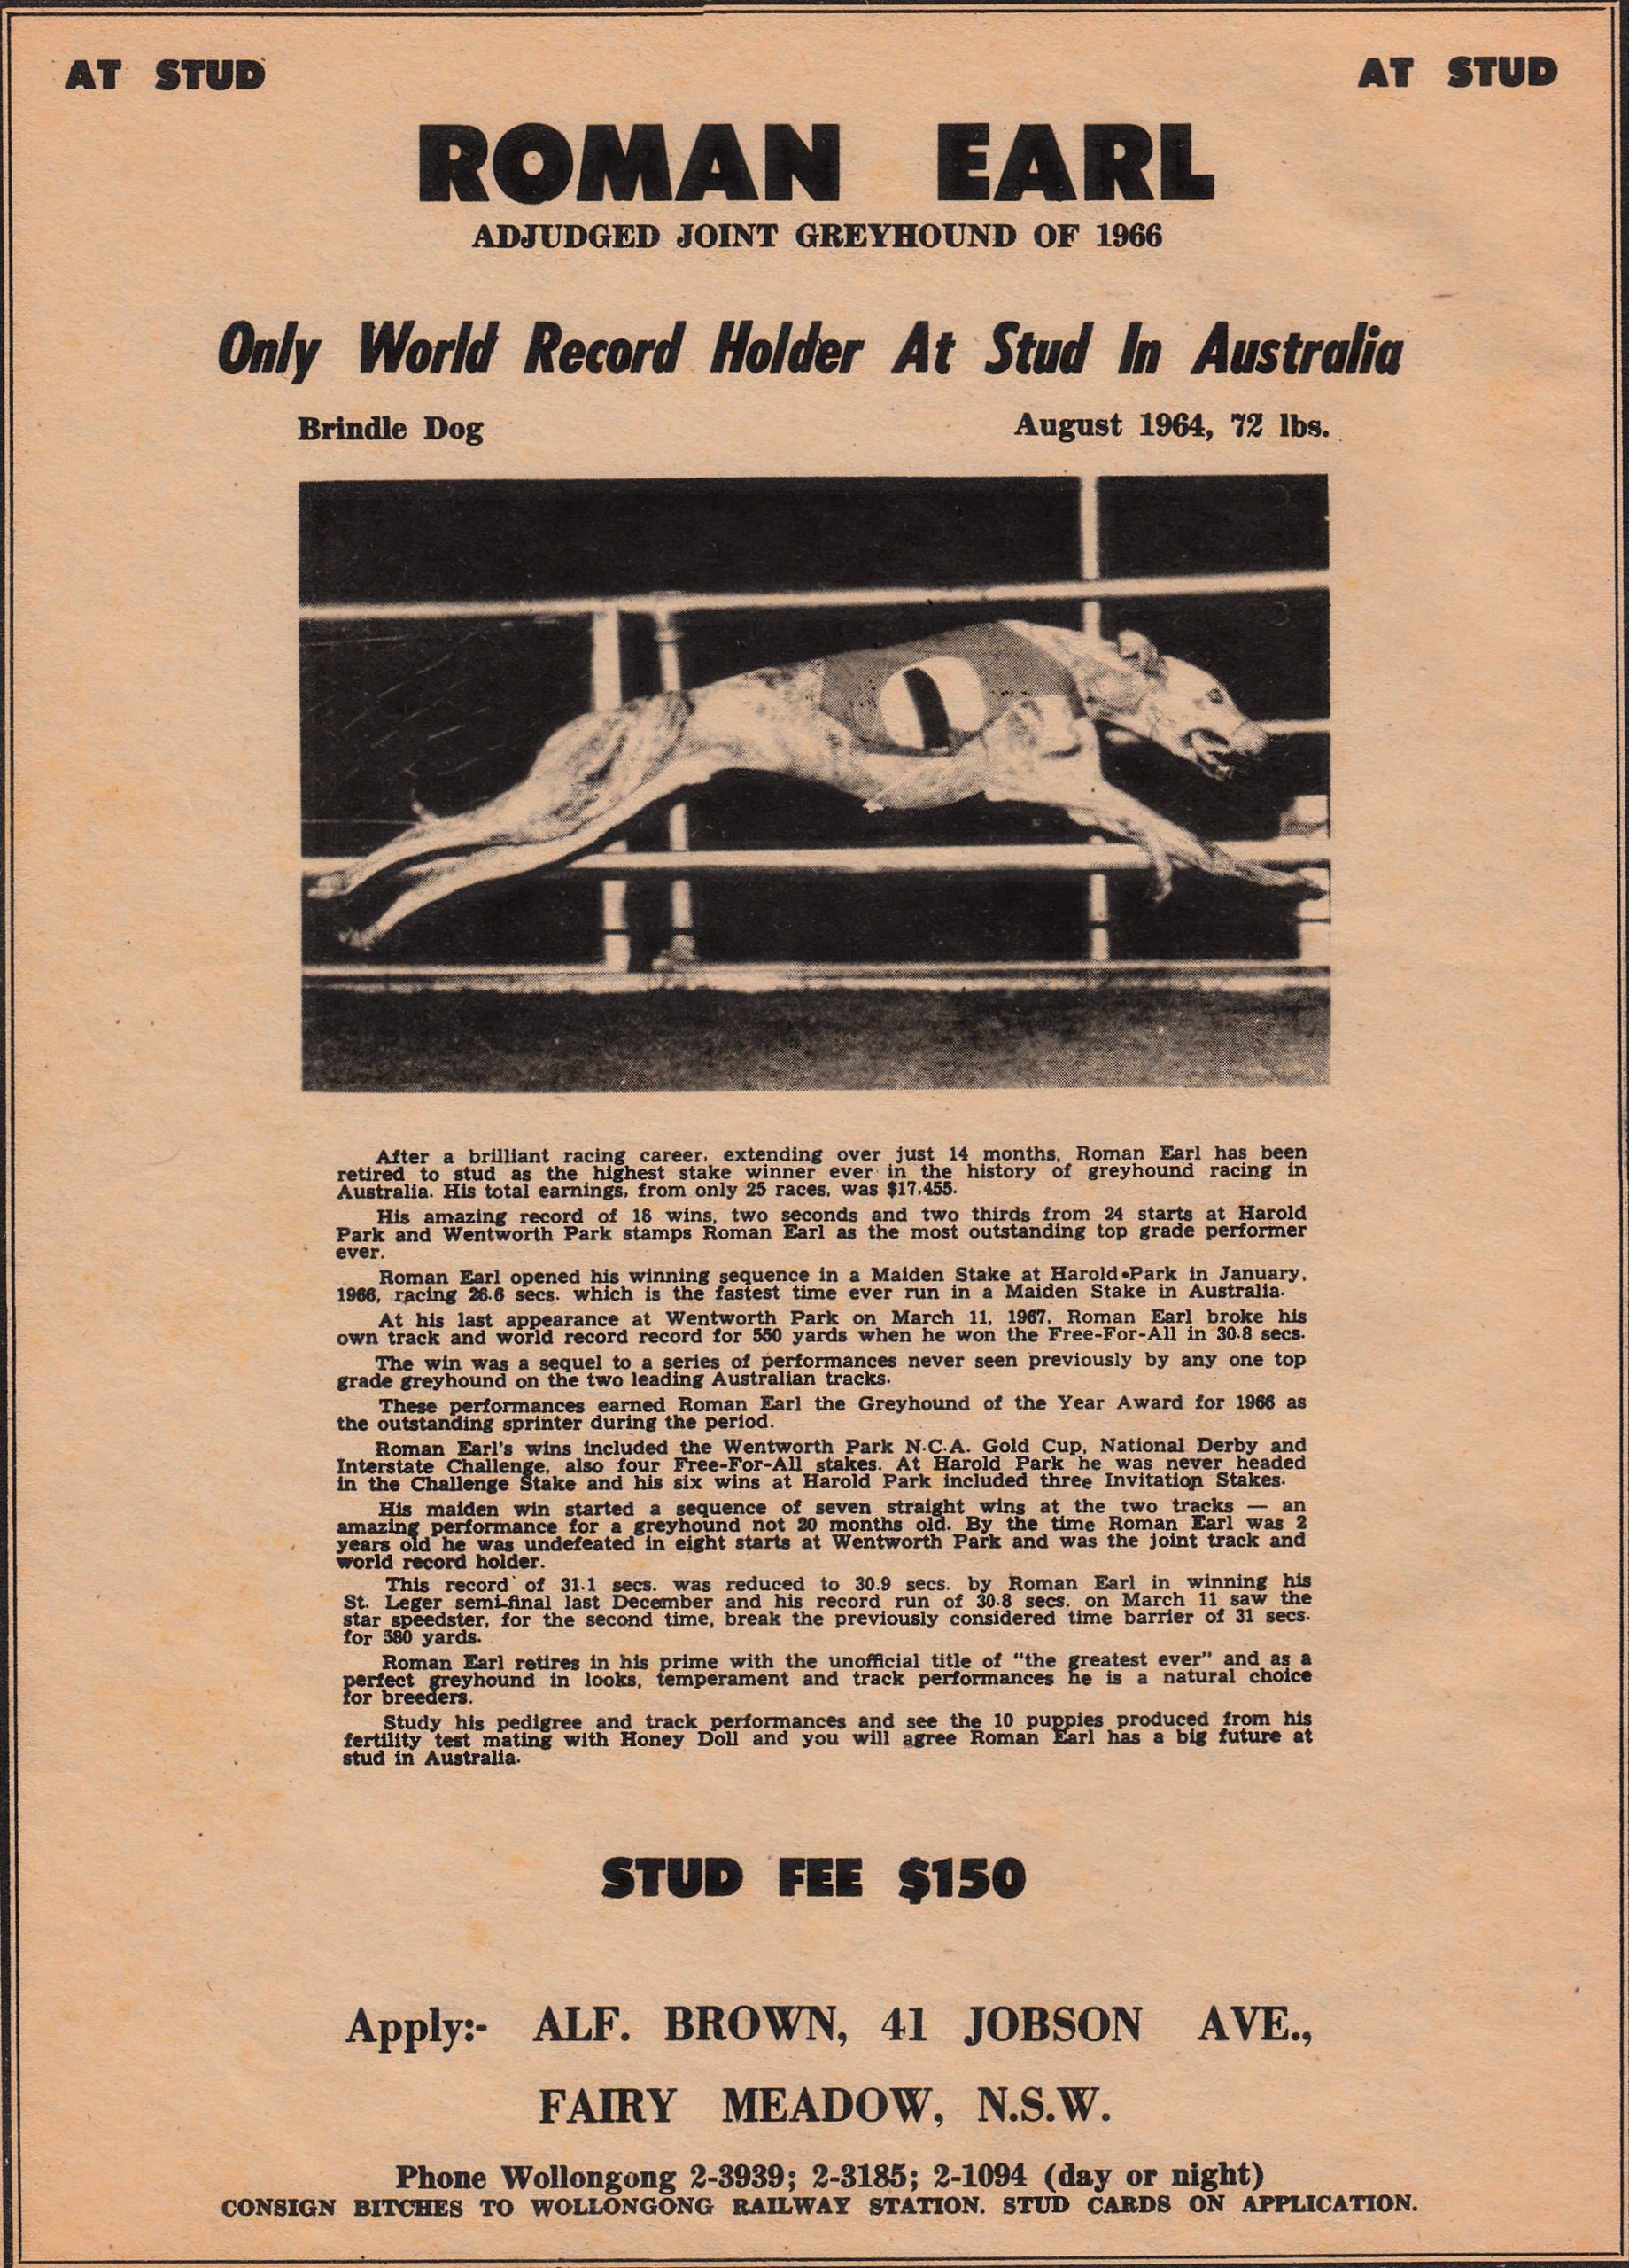 AT STUD
AT STUD
ROMAN EARL
ADJUDGED JOINT GREYHOUND OF 1966
Only World Record Holder At Stud In Australia
Brindle Dog
August 1964, 72 lbs.
After a brilliant racing career, extending over just 14 months, Roman Earl has been
retired to stud as the highest stake winner ever in the history of greyhound racing in
Australia. His total earnings, from only 25 races, was $17,455.
His amazing record of 18 wins, two seconds and two thirds from 24 starts at Harold
Park and Wentworth Park stamps Roman Earl as the most outstanding top grade performer
ever.
Roman Earl opened his winning sequence in a Maiden Stake at Harold Park in January,
1966, racing 26.6 secs. which is the fastest time ever run in a Maiden Stake in Australia.
At his last appearance at Wentworth Park on March 11, 1967, Roman Earl broke his
own track and world record record for 550 yards when he won the Free-For-All in 30.8 secs.
The win was a sequel to a series of performances never seen previously by any one top
grade greyhound on the two leading Australian tracks.
These performances earned Roman Earl the Greyhound of the Year Award for 1966 as
the outstanding sprinter during the period.
Roman Earl's wins included the Wentworth Park N.C.A. Gold Cup, National Derby and
Interstate Challenge, also four Free-For-All stakes. At Harold Park he was never headed
in the Challenge Stake and his six wins at Harold Park included three Invitation Stakes.
His maiden win started a sequence of seven straight wins at the two tracks — an
amazing performance for a greyhound not 20 months old. By the time Roman Earl was 2
years old he was undefeated in eight starts at Wentworth Park and was the joint track and
world record holder.
This record of 31.1 secs. was reduced to 30.9 secs. by Roman Earl in winning his
St. Leger semi-final last December and his record run of 30.8 secs. on March 11 saw the
star speedster, for the second time, break the previously considered time barrier of 31 secs.
for 580 yards.
Roman Earl retires in his prime with the unofficial title of "the greatest ever" and as a
perfect greyhound in looks, temperament and track performances he is a natural choice
for breeders.
Study his pedigree and track performances and see the 10 puppies produced from his
fertility test mating with Honey Doll and you will agree Roman Earl has a big future at
stud in Australia.
STUD FEE $150
Apply:- ALF. BROWN, 41 JOBSON AVE.,
FAIRY MEADOW, N.S.W.
Phone Wollongong 2-3939; 2-3185; 2-1094 (day or night)
CONSIGN BITCHES TO WOLLONGONG RAILWAY STATION. STUD CARDS ON APPLICATION.